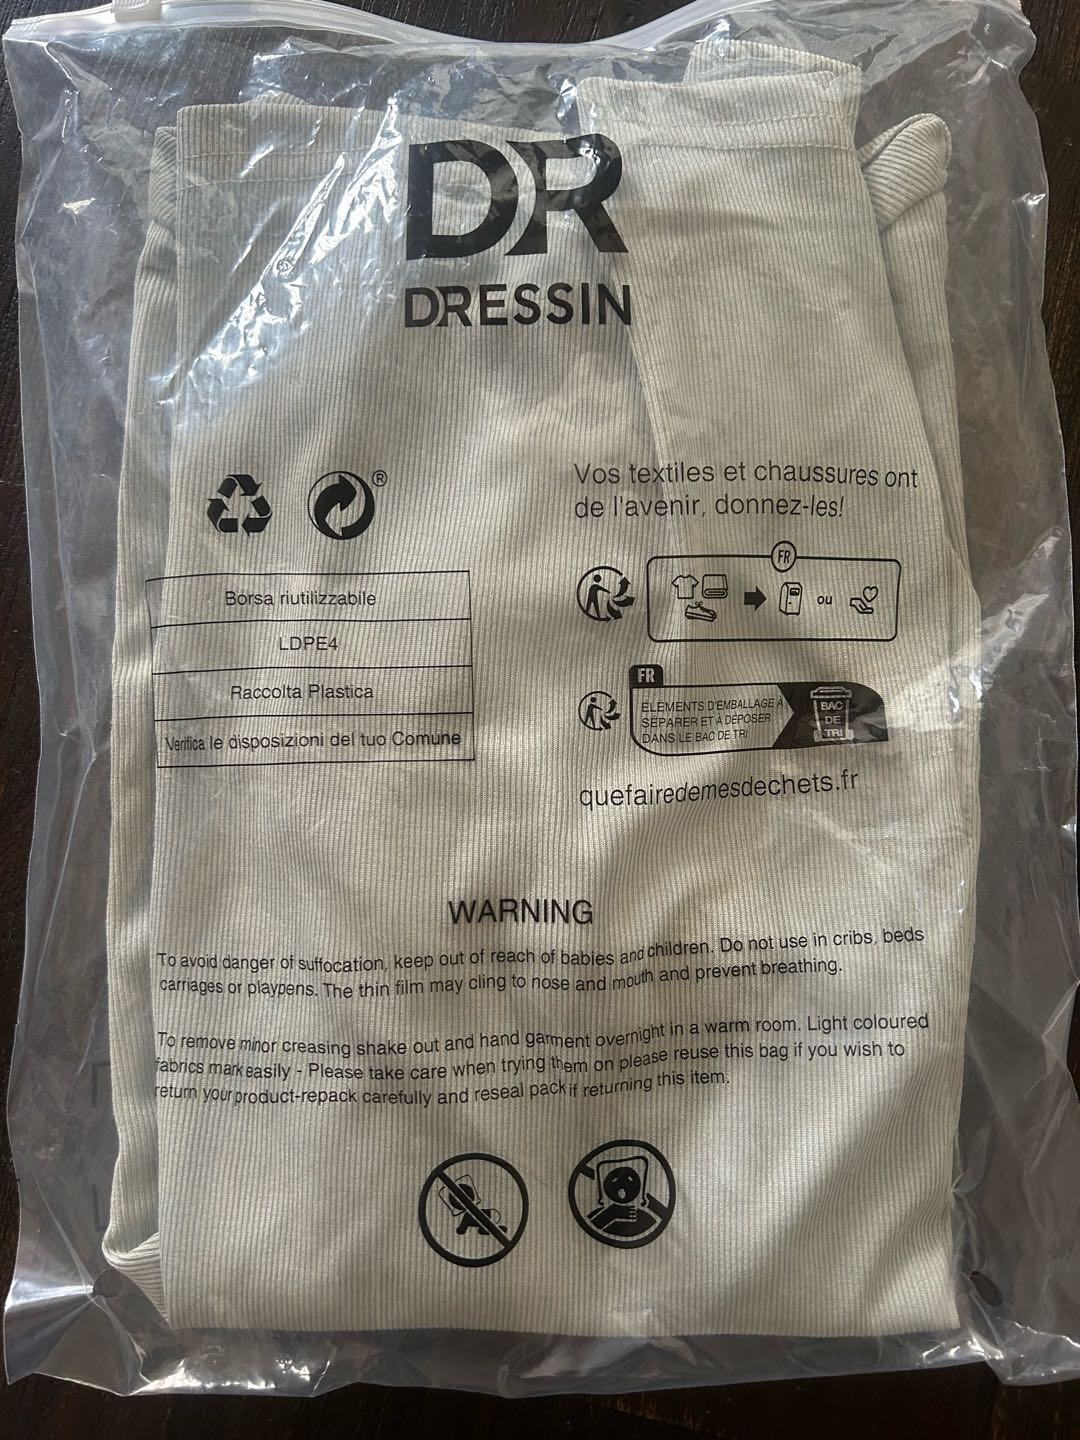 DR
DRESSIN
®
Borsa riutilizzabile
LDPE4
Raccolta Plastica
Verifica le disposizioni del tuo Comune
Vos textiles et chaussures ont
de l'avenir, donnez-les!
FR
ou
FR
ÉLÉMENTS D'EMBALLAGE À
SÉPARER ET À DÉPOSER
DANS LE BAC DE TRI
BAC
DE
TRI
quefairedemesdechets.fr
WARNING
To avoid danger of suffocation, keep out of reach of babies and children. Do not use in cribs, beds
carriages or playpens. The thin film may cling to nose and mouth and prevent breathing.
To remove minor creasing shake out and hand garment overnight in a warm room. Light coloured
fabrics mark easily - Please take care when trying them on please reuse this bag if you wish to
return your product-repack carefully and reseal pack if returning this item.